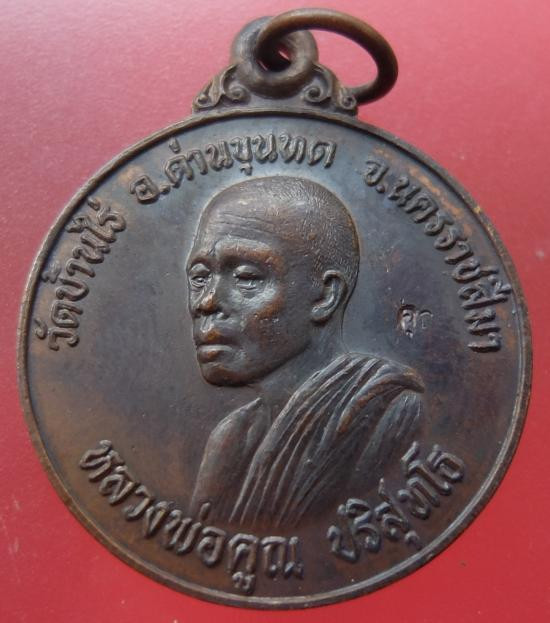 วัดบ้านไร่ อ.ด่านขุนทด จ.นครราชสีมา
หลวงพ่อคูณ ปริสุทโธ